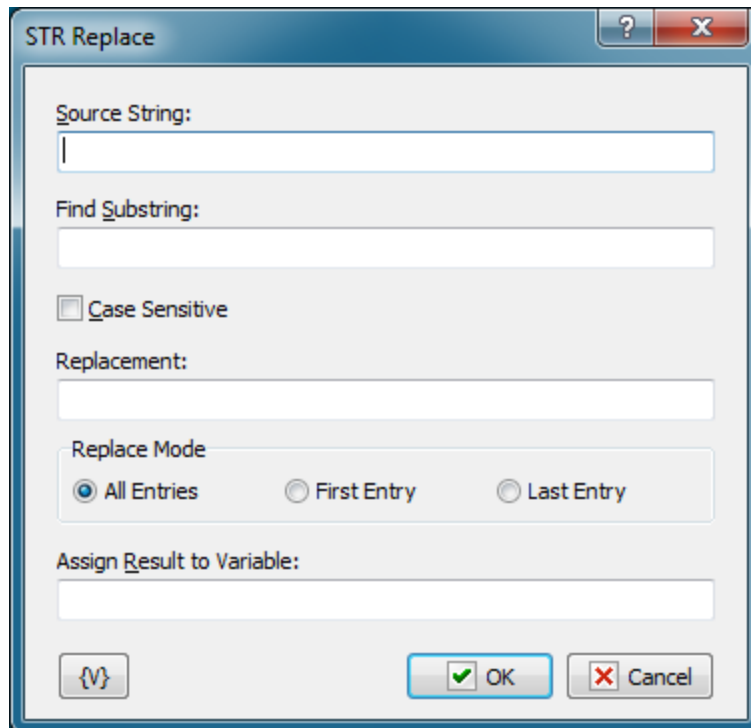 STR Replace
?
Source String:
Find Substring:
Case Sensitive
Replacement:
Replace Mode
All Entries First Entry Last Entry
Assign Result to Variable:
{V} OK Cancel